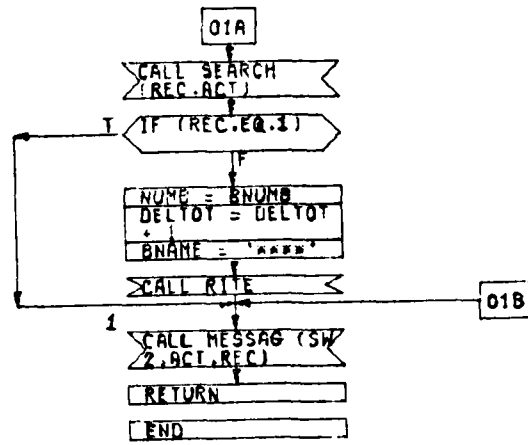 01A
CALL SEARCH
(REC,ACT)
T
IF (REC.EQ.1)
F
NUMB = BNUMB
DELTOT = DELTOT
+ 1
BNAME = '****'
CALL RITE
01B
1
CALL MESSAG (SW
2,ACT,REC)
RETURN
END